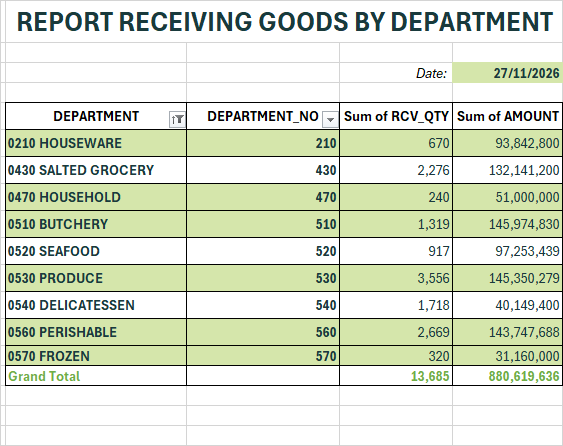 REPORT RECEIVING GOODS BY DEPARTMENT
Date: 27/11/2026
DEPARTMENT DEPARTMENT_NO Sum of RCV_QTY Sum of AMOUNT
0210 HOUSEWARE 210 670 93,842,800
0430 SALTED GROCERY 430 2,276 132,141,200
0470 HOUSEHOLD 470 240 51,000,000
0510 BUTCHERY 510 1,319 145,974,830
0520 SEAFOOD 520 917 97,253,439
0530 PRODUCE 530 3,556 145,350,279
0540 DELICATESSEN 540 1,718 40,149,400
0560 PERISHABLE 560 2,669 143,747,688
0570 FROZEN 570 320 31,160,000
Grand Total 13,685 880,619,636